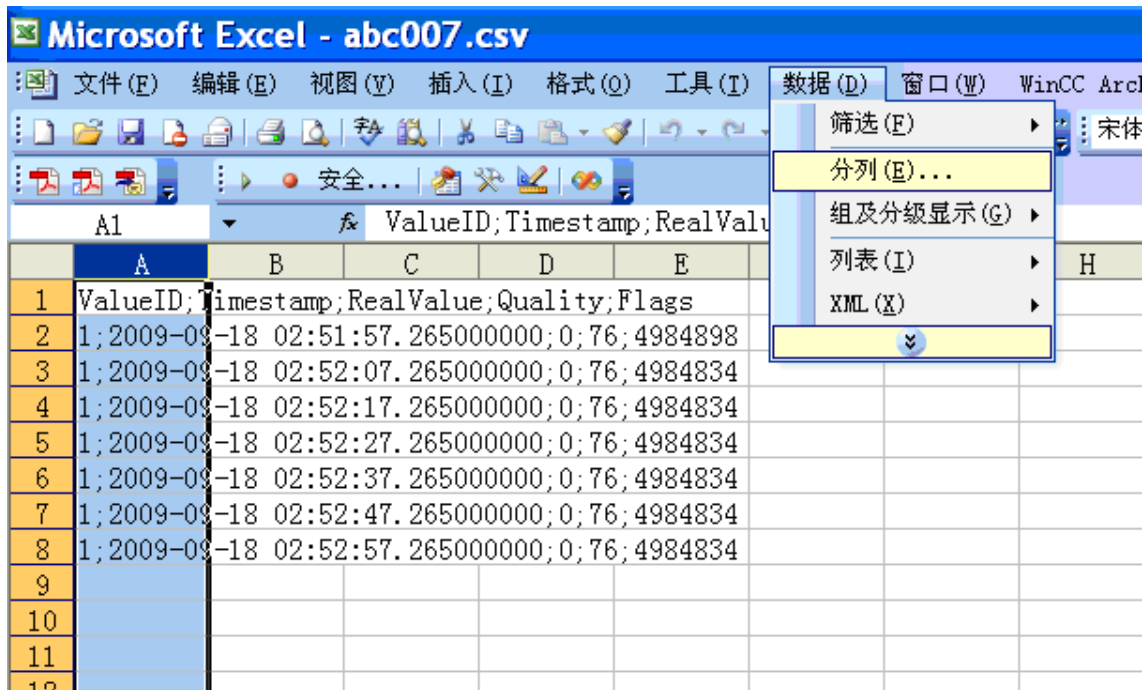 Microsoft Excel - abc007.csv
文件(F) 编辑(E) 视图(V) 插入(I) 格式(O) 工具(T) 数据(D) 窗口(W) WinCC
筛选(F)
宋体
分列(E)...
安全...
组及分级显示(G)
A1 fx ValueID;Timestamp;RealValu
列表(I)
XML(X)
A B C D E H
1 ValueID;Timestamp;RealValue;Quality;Flags
2 1;2009-09-18 02:51:57.265000000;0;76;4984898
3 1;2009-09-18 02:52:07.265000000;0;76;4984834
4 1;2009-09-18 02:52:17.265000000;0;76;4984834
5 1;2009-09-18 02:52:27.265000000;0;76;4984834
6 1;2009-09-18 02:52:37.265000000;0;76;4984834
7 1;2009-09-18 02:52:47.265000000;0;76;4984834
8 1;2009-09-18 02:52:57.265000000;0;76;4984834
9
10
11